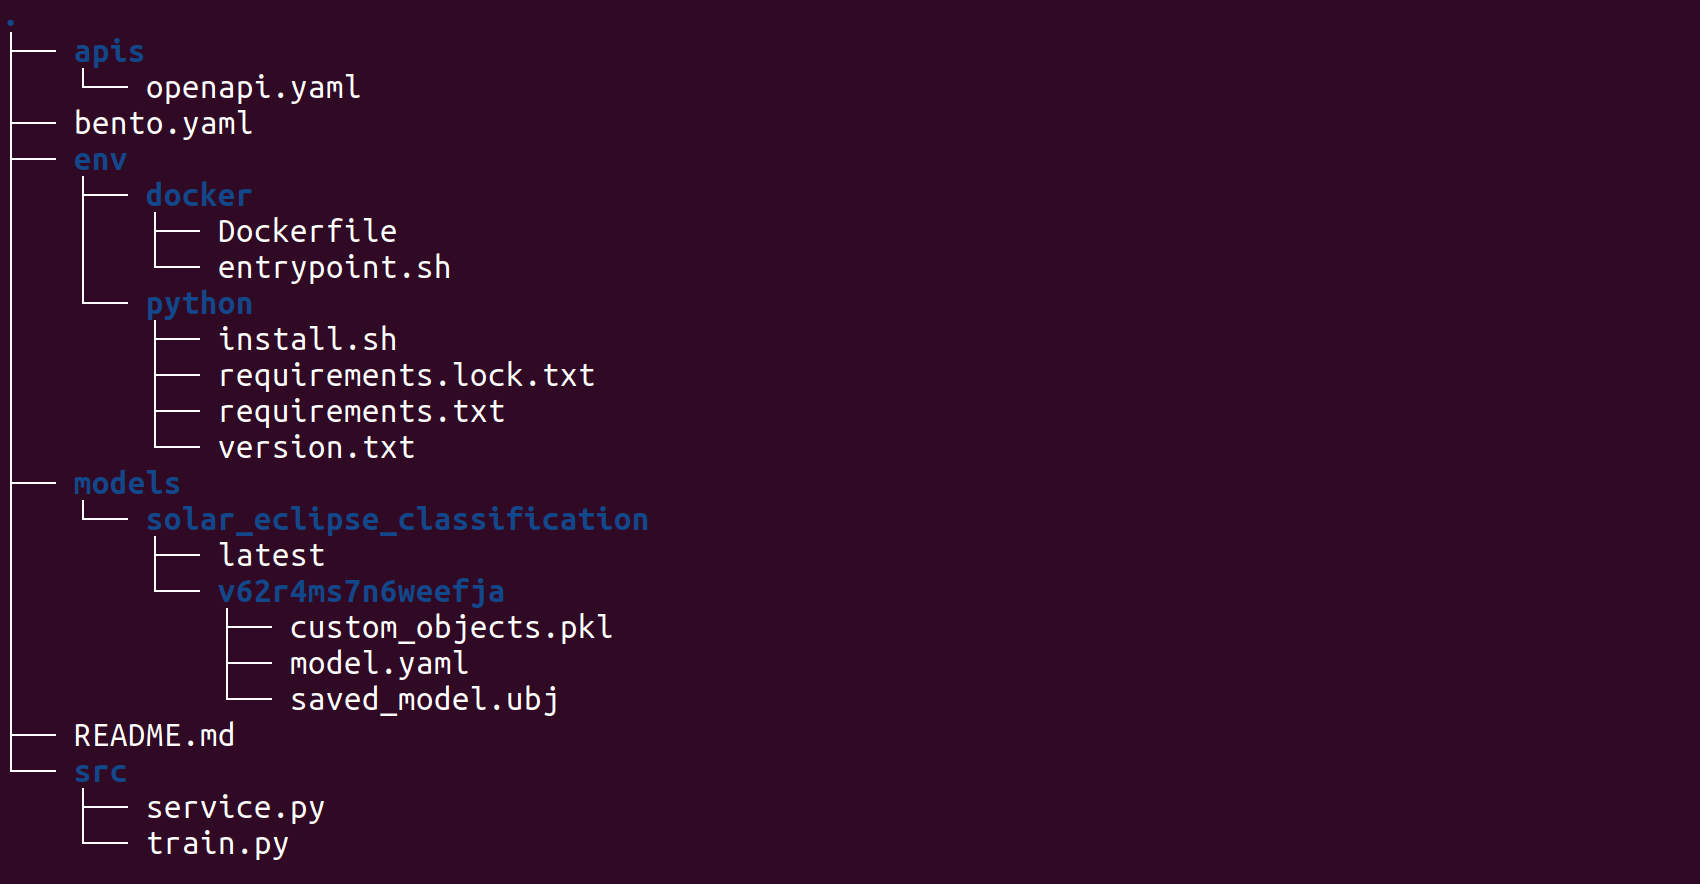 .
├── apis
│   └── openapi.yaml
├── bento.yaml
├── env
│   ├── docker
│   │   ├── Dockerfile
│   │   └── entrypoint.sh
│   └── python
│       ├── install.sh
│       ├── requirements.lock.txt
│       ├── requirements.txt
│       └── version.txt
├── models
│   └── solar_eclipse_classification
│       ├── latest
│       └── v62r4ms7n6weefja
│           ├── custom_objects.pkl
│           ├── model.yaml
│           └── saved_model.ubj
├── README.md
└── src
    ├── service.py
    └── train.py